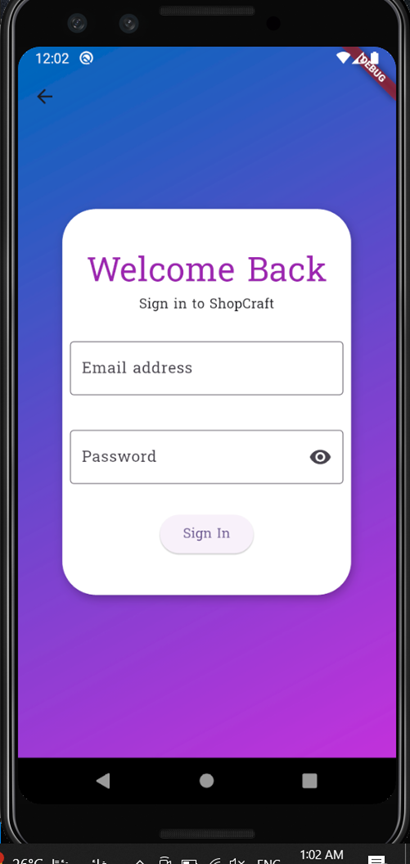 12:02
DEBUG
Welcome Back
Sign in to ShopCraft
Email address
Password
Sign In
26°C
ENG
1:02 AM